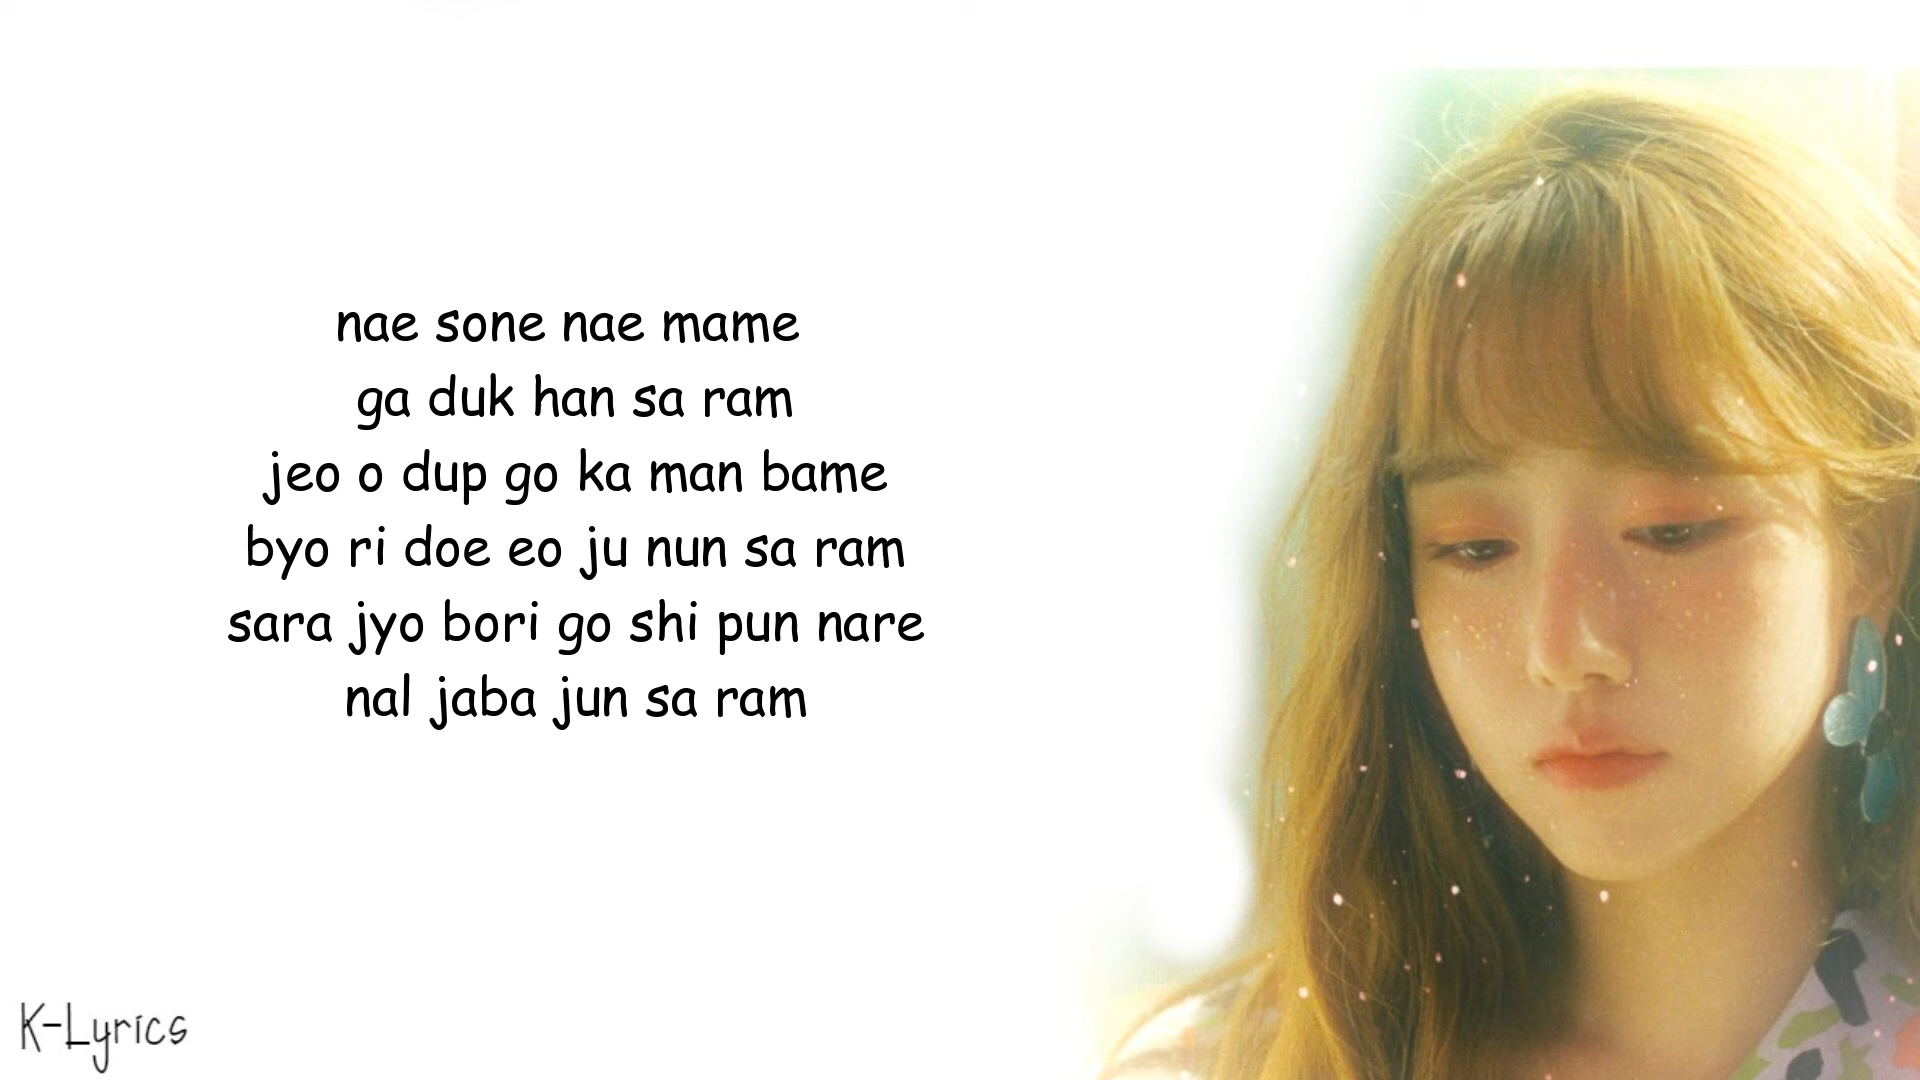 nae sone nae mame
ga duk han sa ram
jeo o dup go ka man bame
byo ri doe eo ju nun sa ram
sara jyo bori go shi pun nare
nal jaba jun sa ram
K-Lyrics